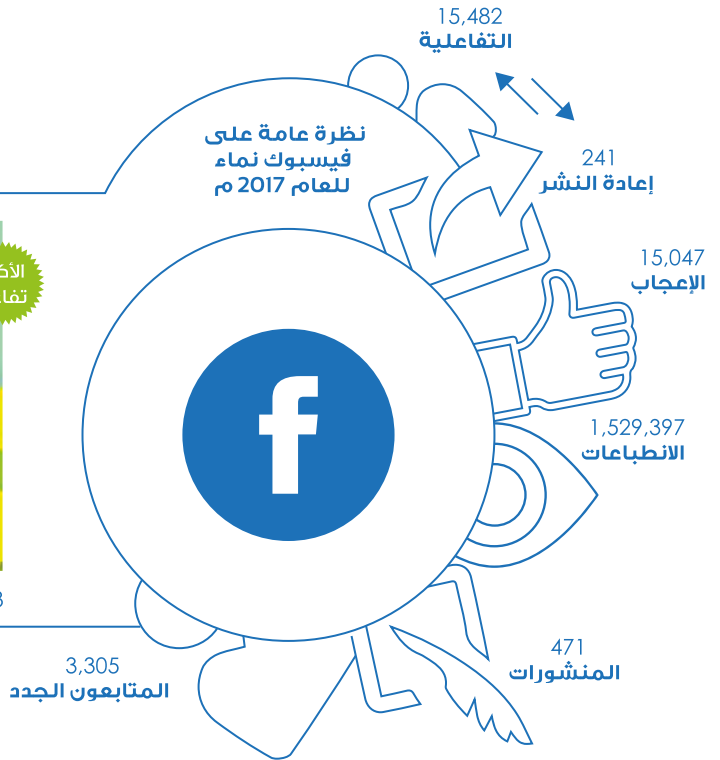 15,482
التفاعلية
نظرة عامة على
فيسبوك نماء
للعام 2017 م
241
إعادة النشر
15,047
الإعجاب
1,529,397
الانطباعات
f
471
المنشورات
3,305
المتابعون الجدد